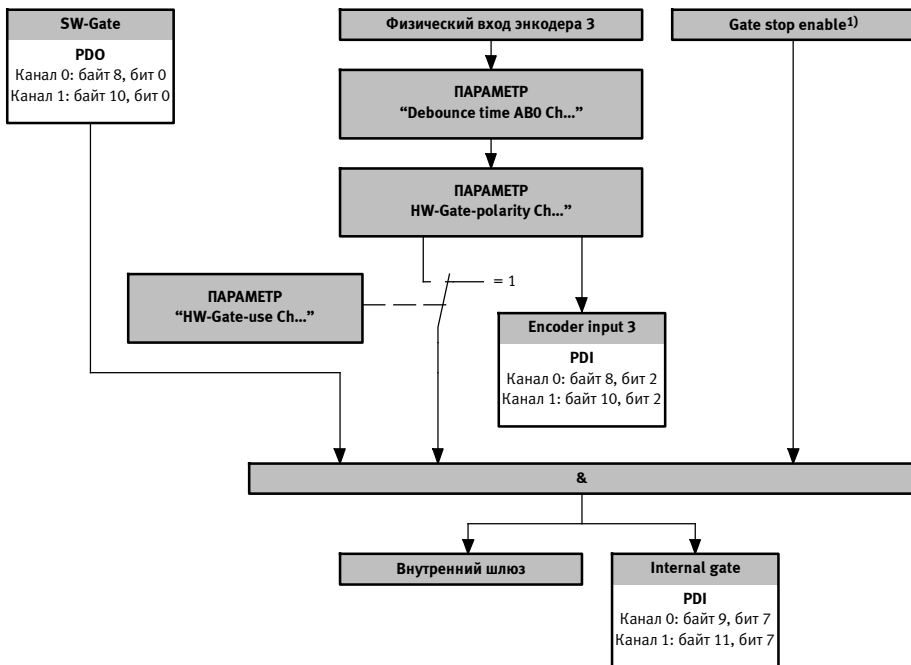 SW-Gate
PDO
Канал 0: байт 8, бит 0
Канал 1: байт 10, бит 0
Физический вход энкодера 3
Gate stop enable1)
ПАРАМЕТР
“Debounce time AB0 Ch...”
ПАРАМЕТР
HW-Gate-polarity Ch...”
= 1
ПАРАМЕТР
“HW-Gate-use Ch...”
Encoder input 3
PDI
Канал 0: байт 8, бит 2
Канал 1: байт 10, бит 2
&
Внутренний шлюз
Internal gate
PDI
Канал 0: байт 9, бит 7
Канал 1: байт 11, бит 7